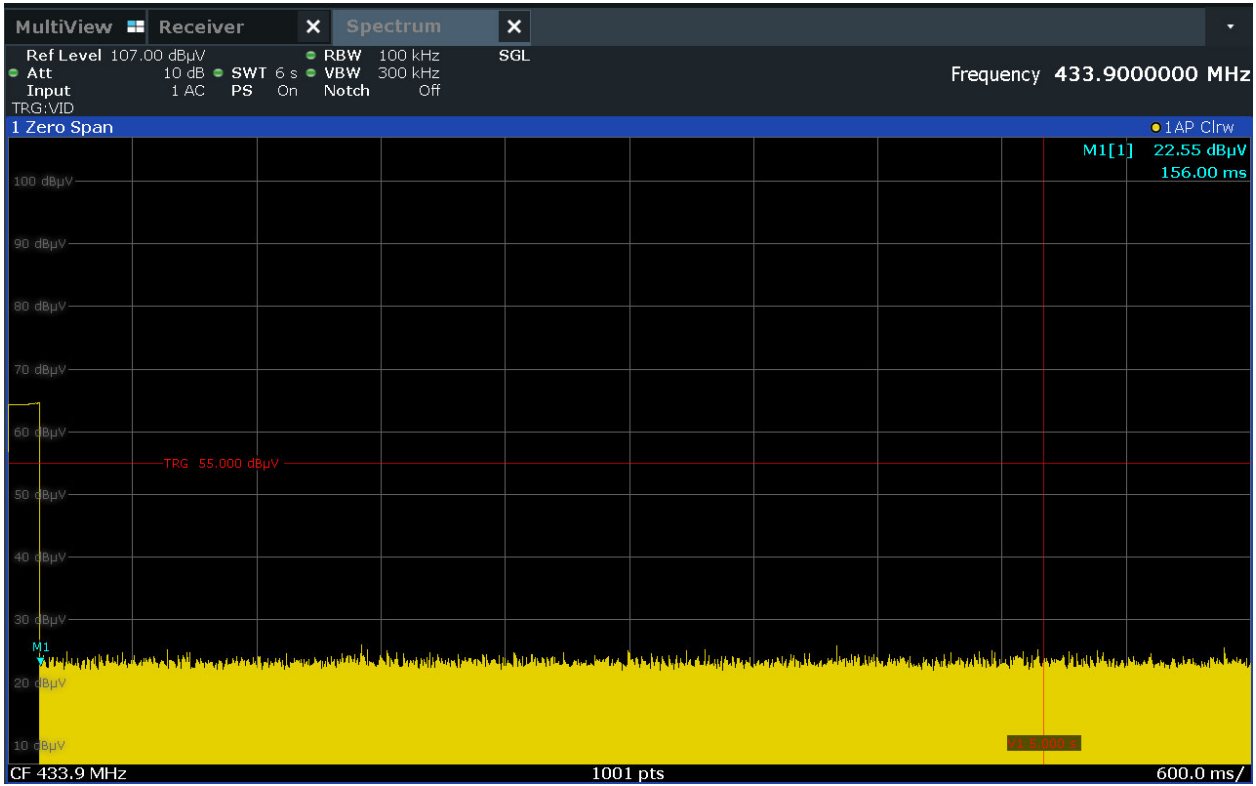 MultiView Receiver X Spectrum X
Ref Level 107.00 dBµV RBW 100 kHz SGL
Att 10 dB SWT 6 s VBW 300 kHz
Frequency 433.9000000 MHz
Input 1 AC PS On Notch Off
TRG:VID
1 Zero Span 1AP Clrw
M1[1] 22.55 dBµV
156.00 ms
100 dBµV
90 dBµV
80 dBµV
70 dBµV
60 dBµV
TRG 55.000 dBµV
50 dBµV
40 dBµV
30 dBµV
M1
20 dBµV
V1 5.000 s
10 dBµV
CF 433.9 MHz 1001 pts 600.0 ms/